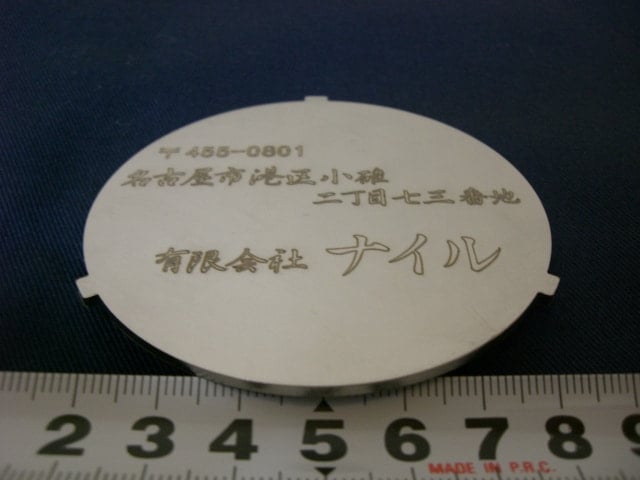 〒455-0801
名古屋市港区小碓
二丁目七三番地
有限会社 ナイル
2 3 4 5 6 7 8 9
MADE IN P.R.C.